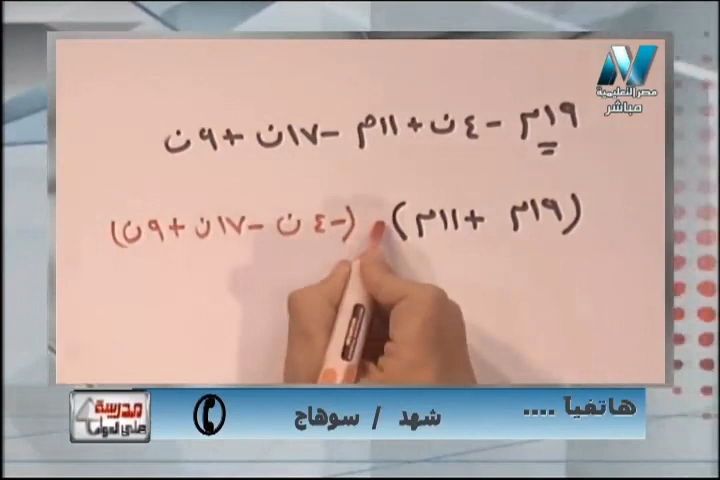 مصر التعليمية
مباشر
١٩م - ٤ن + ١١م - ١٧ن + ٩ن
(١٩م + ١١م) (-٤ن - ١٧ن + ٩ن)
هاتفياً .... شهد / سوهاج
مدرسة
على الهواء